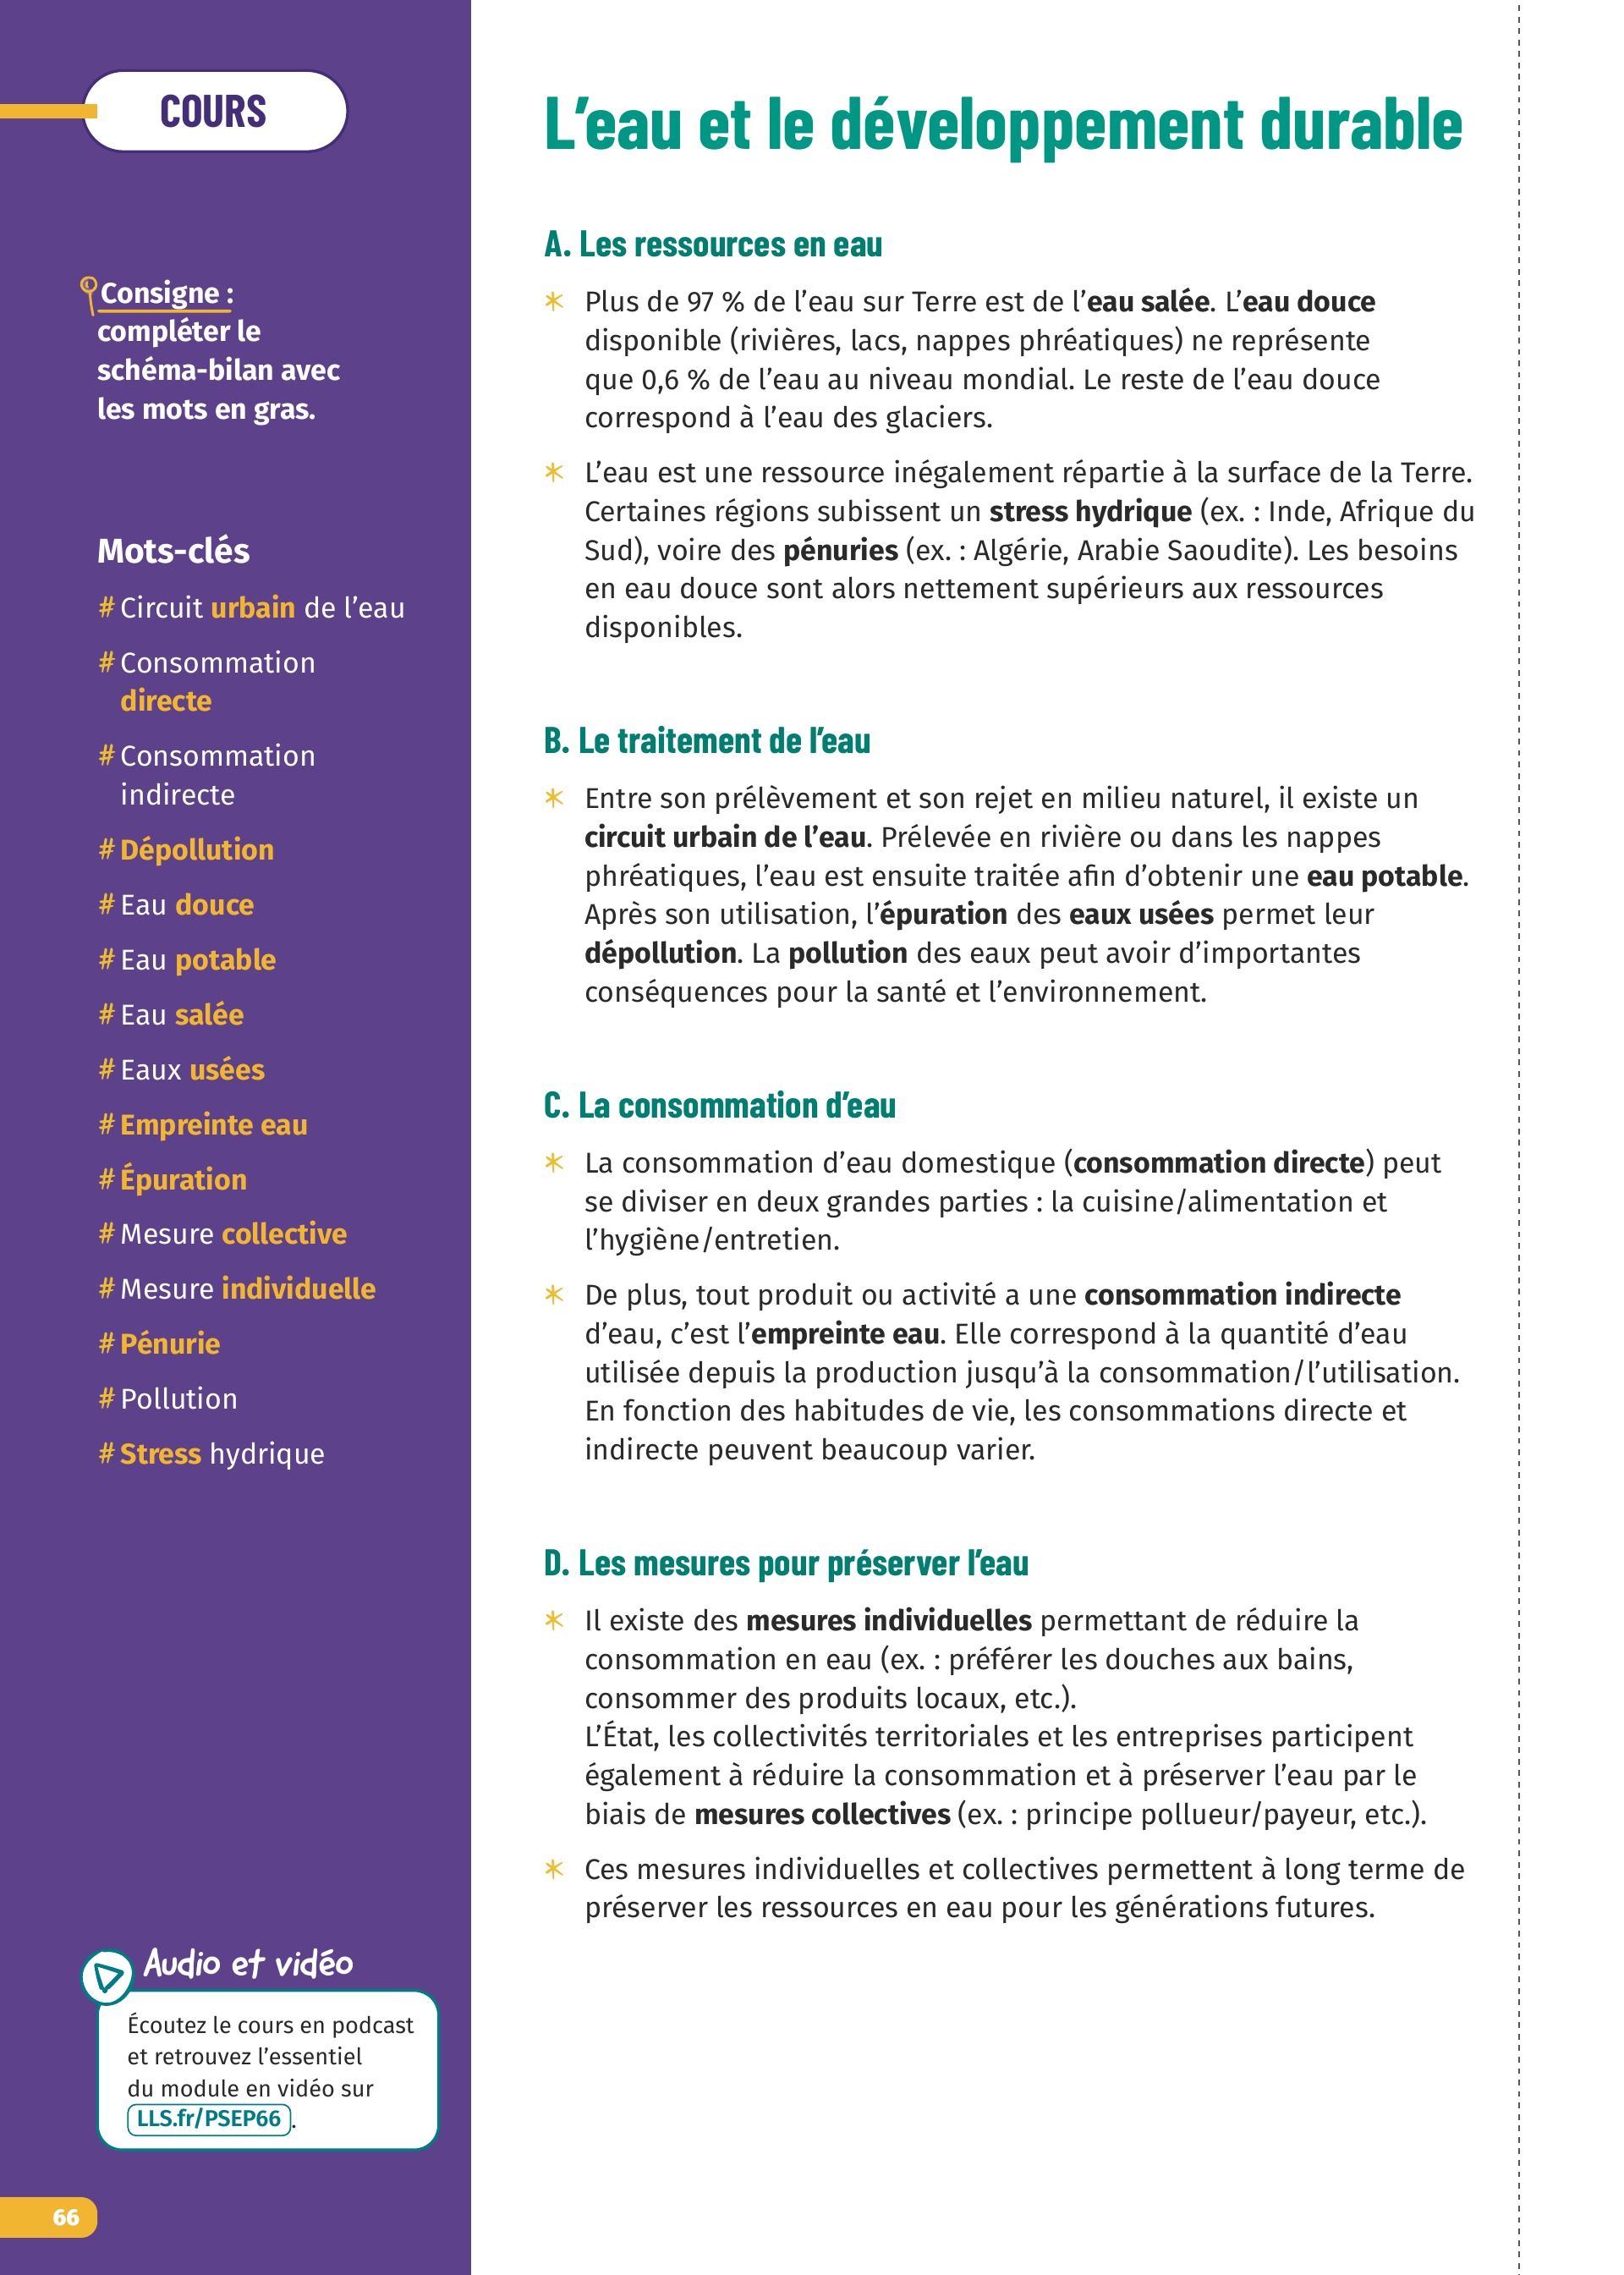 COURS
Consigne :
compléter le
schéma-bilan avec
les mots en gras.
Mots-clés
# Circuit urbain de l'eau
# Consommation
directe
# Consommation
indirecte
# Dépollution
# Eau douce
# Eau potable
# Eau salée
# Eaux usées
# Empreinte eau
# Épuration
# Mesure collective
# Mesure individuelle
# Pénurie
# Pollution
# Stress hydrique
Audio et vidéo
Écoutez le cours en podcast
et retrouvez l'essentiel
du module en vidéo sur
LLS.fr/PSEP66.
66
L'eau et le développement durable
A. Les ressources en eau
* Plus de 97 % de l'eau sur Terre est de l'eau salée. L'eau douce
disponible (rivières, lacs, nappes phréatiques) ne représente
que 0,6 % de l'eau au niveau mondial. Le reste de l'eau douce
correspond à l'eau des glaciers.
* L'eau est une ressource inégalement répartie à la surface de la Terre.
Certaines régions subissent un stress hydrique (ex. : Inde, Afrique du
Sud), voire des pénuries (ex. : Algérie, Arabie Saoudite). Les besoins
en eau douce sont alors nettement supérieurs aux ressources
disponibles.
B. Le traitement de l'eau
* Entre son prélèvement et son rejet en milieu naturel, il existe un
circuit urbain de l'eau. Prélevée en rivière ou dans les nappes
phréatiques, l'eau est ensuite traitée afin d'obtenir une eau potable.
Après son utilisation, l'épuration des eaux usées permet leur
dépollution. La pollution des eaux peut avoir d'importantes
conséquences pour la santé et l'environnement.
C. La consommation d'eau
* La consommation d'eau domestique (consommation directe) peut
se diviser en deux grandes parties : la cuisine/alimentation et
l'hygiène/entretien.
* De plus, tout produit ou activité a une consommation indirecte
d'eau, c'est l'empreinte eau. Elle correspond à la quantité d'eau
utilisée depuis la production jusqu'à la consommation/l'utilisation.
En fonction des habitudes de vie, les consommations directe et
indirecte peuvent beaucoup varier.
D. Les mesures pour préserver l'eau
* Il existe des mesures individuelles permettant de réduire la
consommation en eau (ex. : préférer les douches aux bains,
consommer des produits locaux, etc.).
L'État, les collectivités territoriales et les entreprises participent
également à réduire la consommation et à préserver l'eau par le
biais de mesures collectives (ex. : principe pollueur/payeur, etc.).
* Ces mesures individuelles et collectives permettent à long terme de
préserver les ressources en eau pour les générations futures.